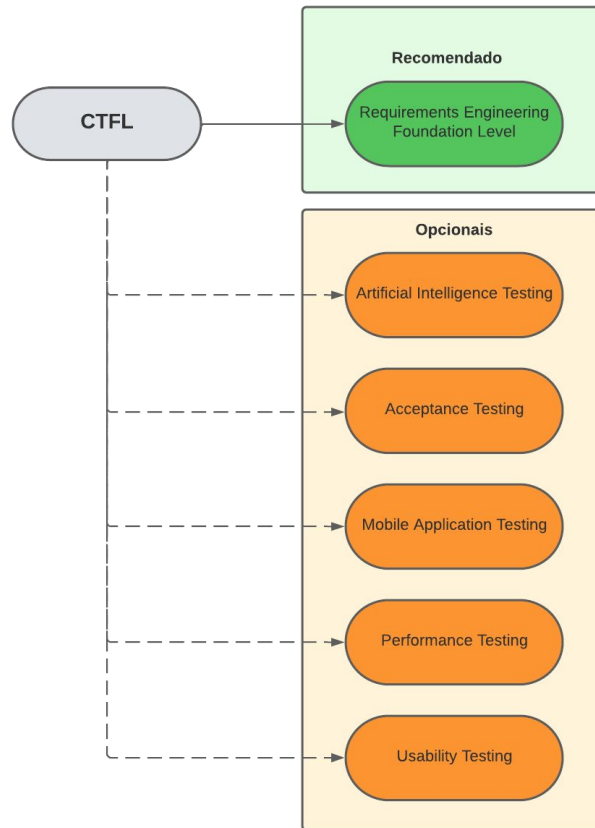 Recomendado
CTFL
Requirements Engineering
Foundation Level
Opcionais
Artificial Intelligence Testing
Acceptance Testing
Mobile Application Testing
Performance Testing
Usability Testing